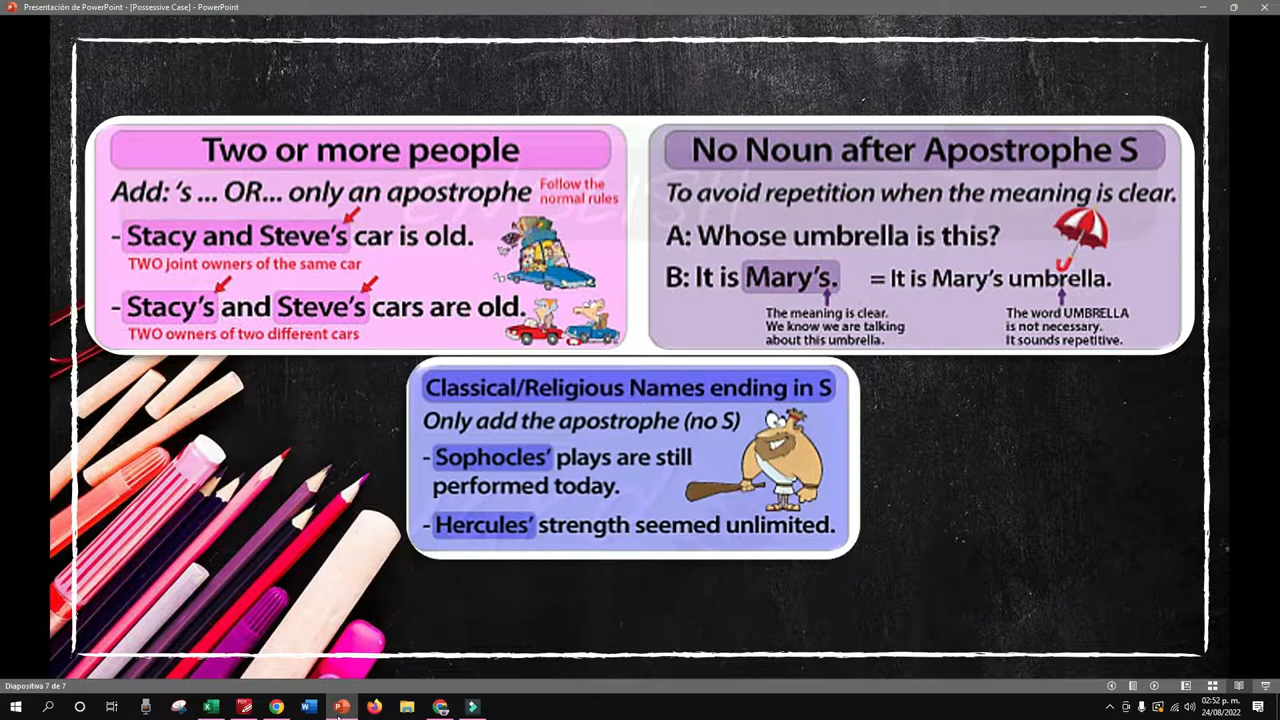 Presentación de PowerPoint - [Possessive Case] - PowerPoint
Two or more people
Add: 's ... OR... only an apostrophe
Follow the
normal rules
- Stacy and Steve's car is old.
TWO joint owners of the same car
- Stacy's and Steve's cars are old.
TWO owners of two different cars
No Noun after Apostrophe S
To avoid repetition when the meaning is clear.
A: Whose umbrella is this?
B: It is Mary's. = It is Mary's umbrella.
The meaning is clear.
We know we are talking
about this umbrella.
The word UMBRELLA
is not necessary.
It sounds repetitive.
Classical/Religious Names ending in S
Only add the apostrophe (no S)
- Sophocles' plays are still
performed today.
- Hercules' strength seemed unlimited.
Diapositiva 7 de 7
02:52 p. m.
24/08/2022